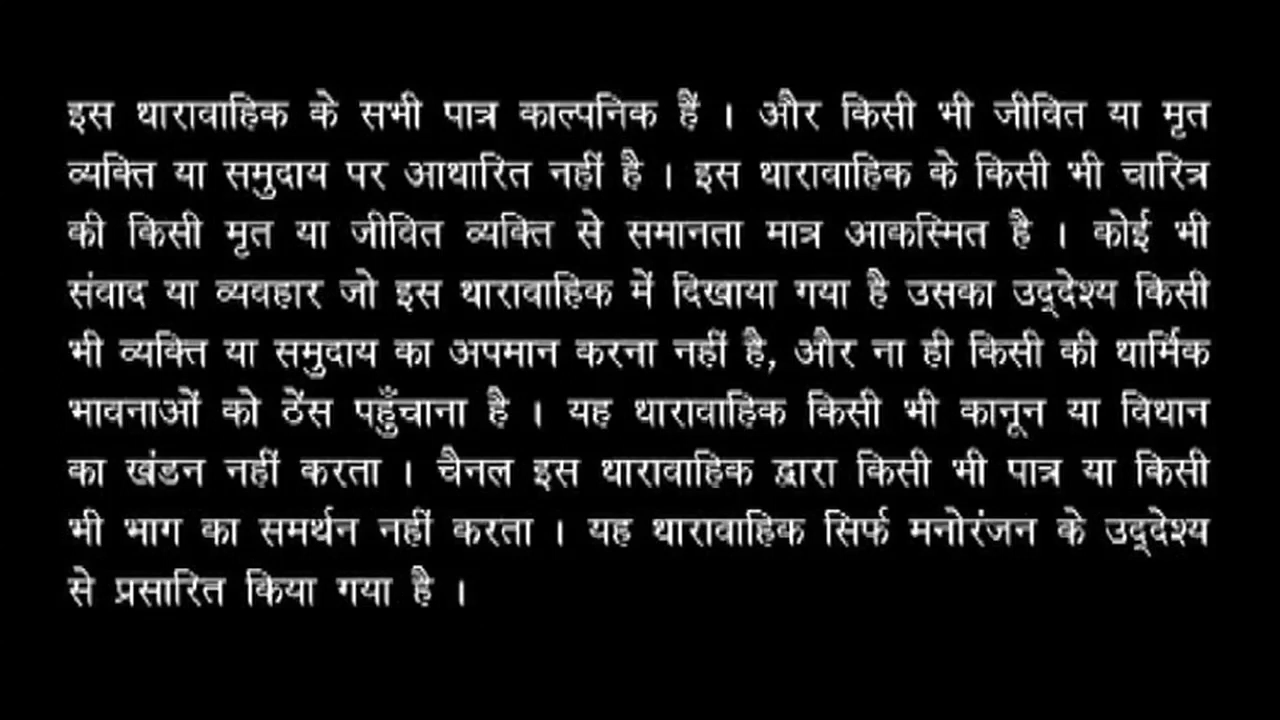 इस धारावाहिक के सभी पात्र काल्पनिक हैं । और किसी भी जीवित या मृत
व्यक्ति या समुदाय पर आधारित नहीं है । इस धारावाहिक के किसी भी चारित्र
की किसी मृत या जीवित व्यक्ति से समानता मात्र आकस्मित है । कोई भी
संवाद या व्यवहार जो इस धारावाहिक में दिखाया गया है उसका उद्देश्य किसी
भी व्यक्ति या समुदाय का अपमान करना नहीं है, और ना ही किसी की धार्मिक
भावनाओं को ठेंस पहुँचाना है । यह धारावाहिक किसी भी कानून या विधान
का खंडन नहीं करता । चैनल इस धारावाहिक द्वारा किसी भी पात्र या किसी
भी भाग का समर्थन नहीं करता । यह धारावाहिक सिर्फ मनोरंजन के उद्देश्य
से प्रसारित किया गया है ।